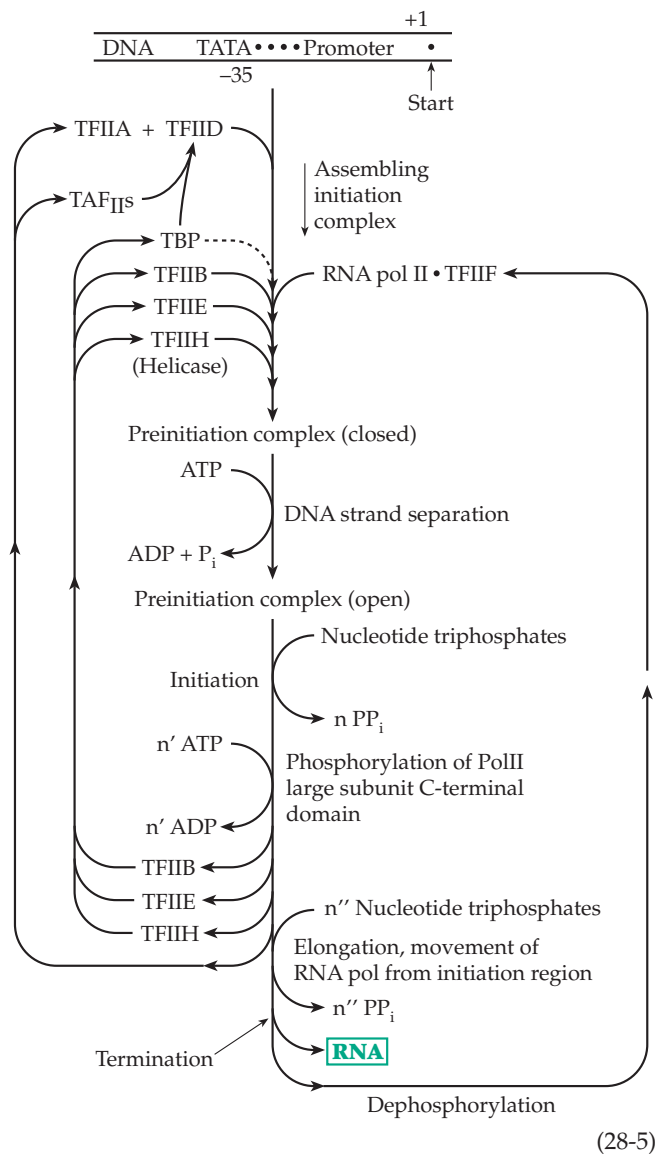 +1
DNA TATA•••• Promoter •
–35
Start
TFIIA + TFIID
Assembling
initiation
complex
TAFIIs
TBP
TFIIB
RNA pol II • TFIIF
TFIIE
TFIIH
(Helicase)
Preinitiation complex (closed)
ATP
DNA strand separation
ADP + Pi
Preinitiation complex (open)
Nucleotide triphosphates
Initiation
n PPi
n' ATP
Phosphorylation of PolII
large subunit C-terminal
domain
n' ADP
TFIIB
TFIIE
n'' Nucleotide triphosphates
TFIIH
Elongation, movement of
RNA pol from initiation region
n'' PPi
RNA
Termination
Dephosphorylation
(28-5)